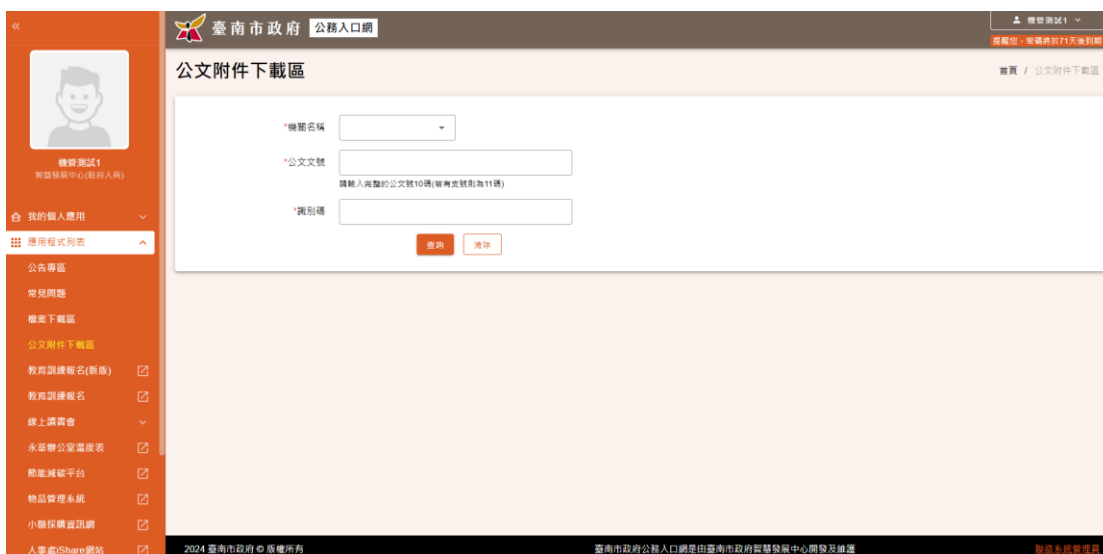 臺南市政府 公務入口網
機管測試1
提醒您，密碼將於71天後到期
機管測試1
智慧發展中心(駐府人員)
我的個人應用
應用程式列表
公告專區
常見問題
檔案下載區
公文附件下載區
教育訓練報名(新版)
教育訓練報名
線上讀書會
永華辦公室溫度表
節能減碳平台
物品管理系統
小額採購資訊網
人事處iShare網站
公文附件下載區
首頁 / 公文附件下載區
*機關名稱
*公文文號
請輸入完整的公文號10碼(若有支號則為11碼)
*識別碼
查詢
清除
2024 臺南市政府 © 版權所有
臺南市政府公務入口網是由臺南市政府智慧發展中心開發及維護
聯絡系統管理員